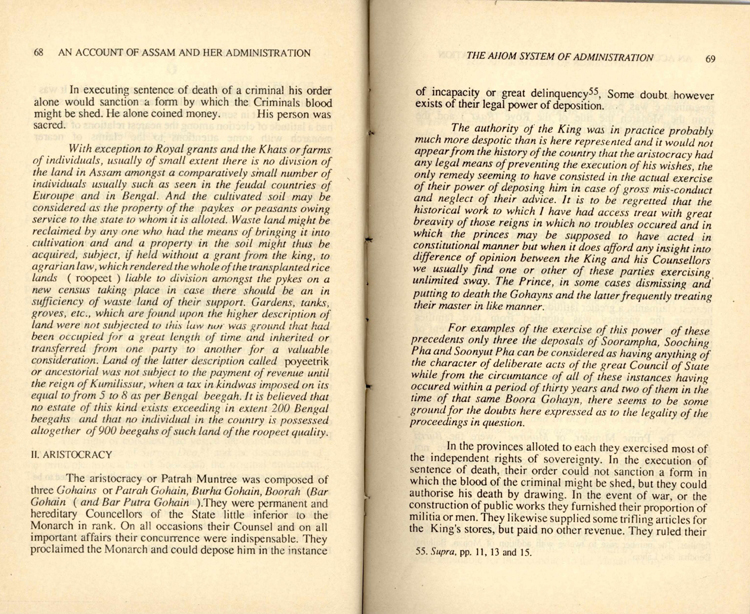 68 AN ACCOUNT OF ASSAM AND HER ADMINISTRATION
In executing sentence of death of a criminal his order
alone would sanction a form by which the Criminals blood
might be shed. He alone coined money. His person was
sacred.
With exception to Royal grants and the Khats or farms
of individuals, usually of small extent there is no division of
the land in Assam amongst a comparatively small number of
individuals usually such as seen in the feudal countries of
Euroupe and in Bengal. And the cultivated soil may be
considered as the property of the paykes or peasants owing
service to the state to whom it is alloted. Waste land might be
reclaimed by any one who had the means of bringing it into
cultivation and and a property in the soil might thus be
acquired, subject, if held without a grant from the king, to
agrarian law, which rendered the whole of the transplanted rice
lands ( roopeet ) liable to division amongst the pykes on a
new census taking place in case there should be an in
sufficiency of waste land of their support. Gardens, tanks,
groves, etc., which are found upon the higher description of
land were not subjected to this law nor was ground that had
been occupied for a great length of time and inherited or
transferred from one party to another for a valuable
consideration. Land of the latter description called poyeetrik
or ancestorial was not subject to the payment of revenue until
the reign of Kumilissur, when a tax in kindwas imposed on its
equal to from 5 to 8 as per Bengal beegah. It is believed that
no estate of this kind exists exceeding in extent 200 Bengal
beegahs and that no individual in the country is possessed
altogether of 900 beegahs of such land of the roopeet quality.
II. ARISTOCRACY
The aristocracy or Patrah Muntree was composed of
three Gohains or Patrah Gohain, Burha Gohain, Boorah (Bar
Gohain ( and Bar Putra Gohain ).They were permanent and
hereditary Councellors of the State little inferior to the
Monarch in rank. On all occasions their Counsel and on all
important affairs their concurrence were indispensable. They
proclaimed the Monarch and could depose him in the instance
THE AHOM SYSTEM OF ADMINISTRATION 69
of incapacity or great delinquency55, Some doubt however
exists of their legal power of deposition.
The authority of the King was in practice probably
much more despotic than is here represented and it would not
appear from the history of the country that the aristocracy had
any legal means of preventing the execution of his wishes, the
only remedy seeming to have consisted in the actual exercise
of their power of deposing him in case of gross mis-conduct
and neglect of their advice. It is to be regretted that the
historical work to which I have had access treat with great
breavity of those reigns in which no troubles occured and in
which the princes may be supposed to have acted in
constitutional manner but when it does afford any insight into
difference of opinion between the King and his Counsellors
we usually find one or other of these parties exercising
unlimited sway. The Prince, in some cases dismissing and
putting to death the Gohayns and the latter frequently treating
their master in like manner.
For examples of the exercise of this power of these
precedents only three the deposals of Soorampha, Sooching
Pha and Soonyut Pha can be considered as having anything of
the character of deliberate acts of the great Council of State
while from the circumtance of all of these instances having
occured within a period of thirty years and two of them in the
time of that same Boora Gohayn, there seems to be some
ground for the doubts here expressed as to the legality of the
proceedings in question.
In the provinces alloted to each they exercised most of
the independent rights of sovereignty. In the execution of
sentence of death, their order could not sanction a form in
which the blood of the criminal might be shed, but they could
authorise his death by drawing. In the event of war, or the
construction of public works they furnished their proportion of
militia or men. They likewise supplied some trifling articles for
the King's stores, but paid no other revenue. They ruled their
55. Supra, pp. 11, 13 and 15.